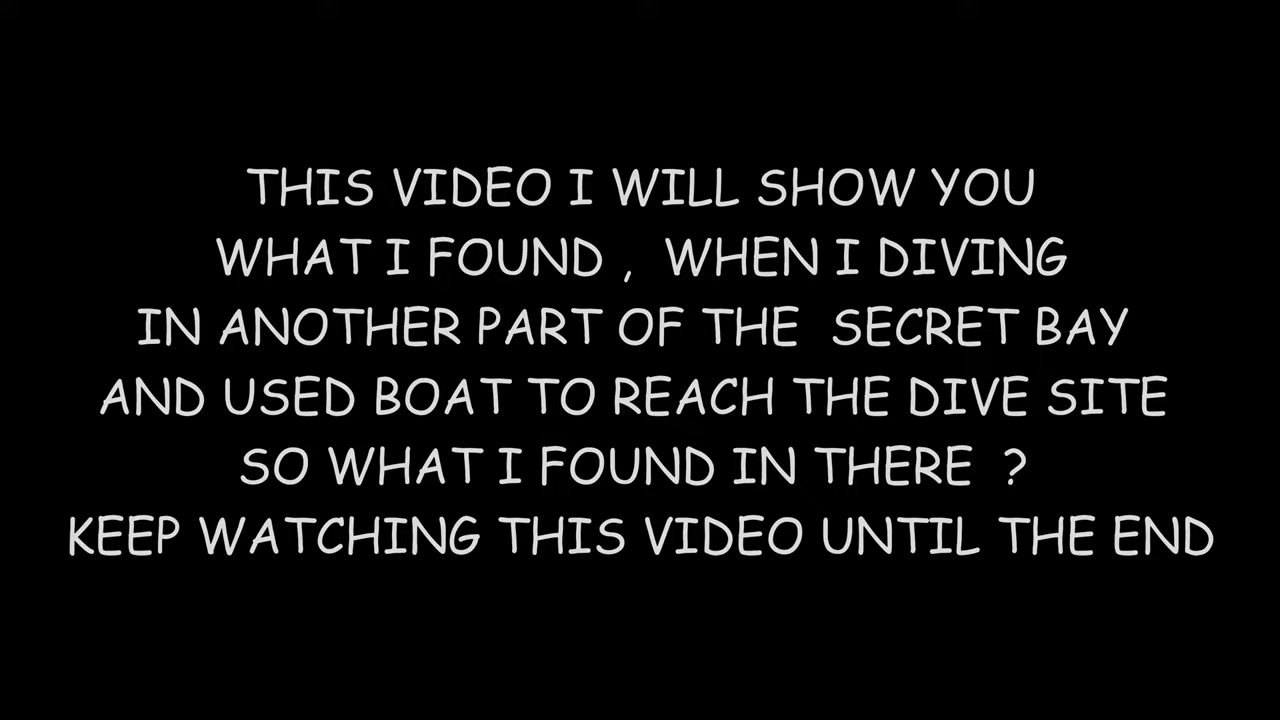 THIS VIDEO I WILL SHOW YOU
WHAT I FOUND , WHEN I DIVING
IN ANOTHER PART OF THE SECRET BAY
AND USED BOAT TO REACH THE DIVE SITE
SO WHAT I FOUND IN THERE ?
KEEP WATCHING THIS VIDEO UNTIL THE END